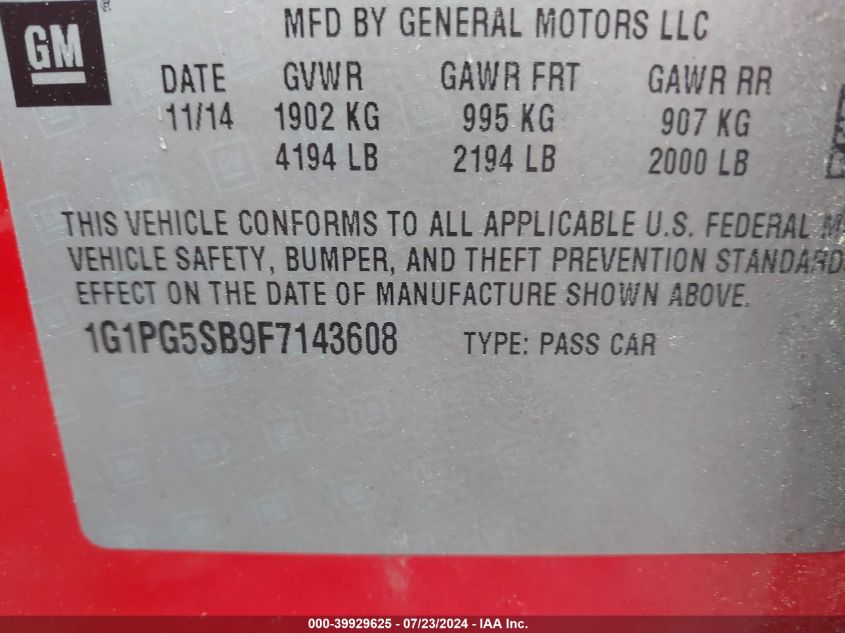 GM
MFD BY GENERAL MOTORS LLC
DATE GVWR GAWR FRT GAWR RR
11/14 1902 KG 995 KG 907 KG
4194 LB 2194 LB 2000 LB
THIS VEHICLE CONFORMS TO ALL APPLICABLE U.S. FEDERAL M
VEHICLE SAFETY, BUMPER, AND THEFT PREVENTION STANDARD
EFFECT ON THE DATE OF MANUFACTURE SHOWN ABOVE.
1G1PG5SB9F7143608 TYPE: PASS CAR
000-39929625 - 07/23/2024 - IAA Inc.